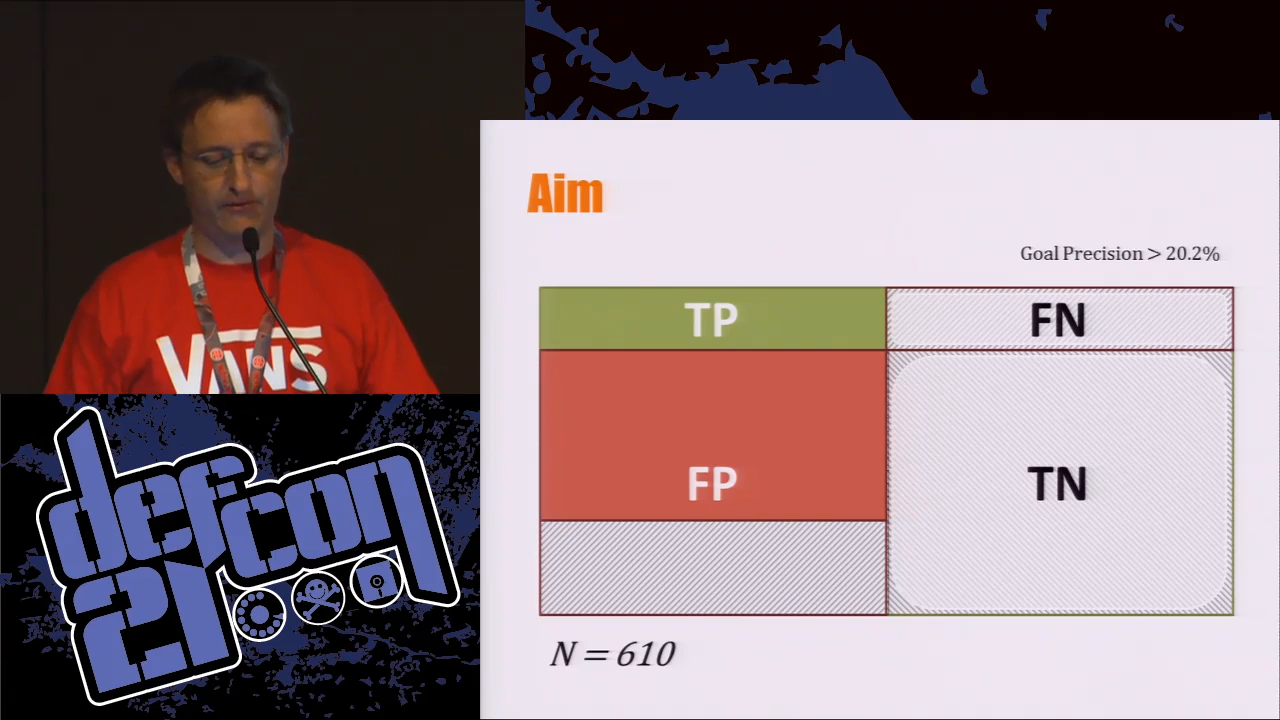 VANS
defcon
21
Aim
Goal Precision > 20.2%
TP
FN
FP
TN
N = 610